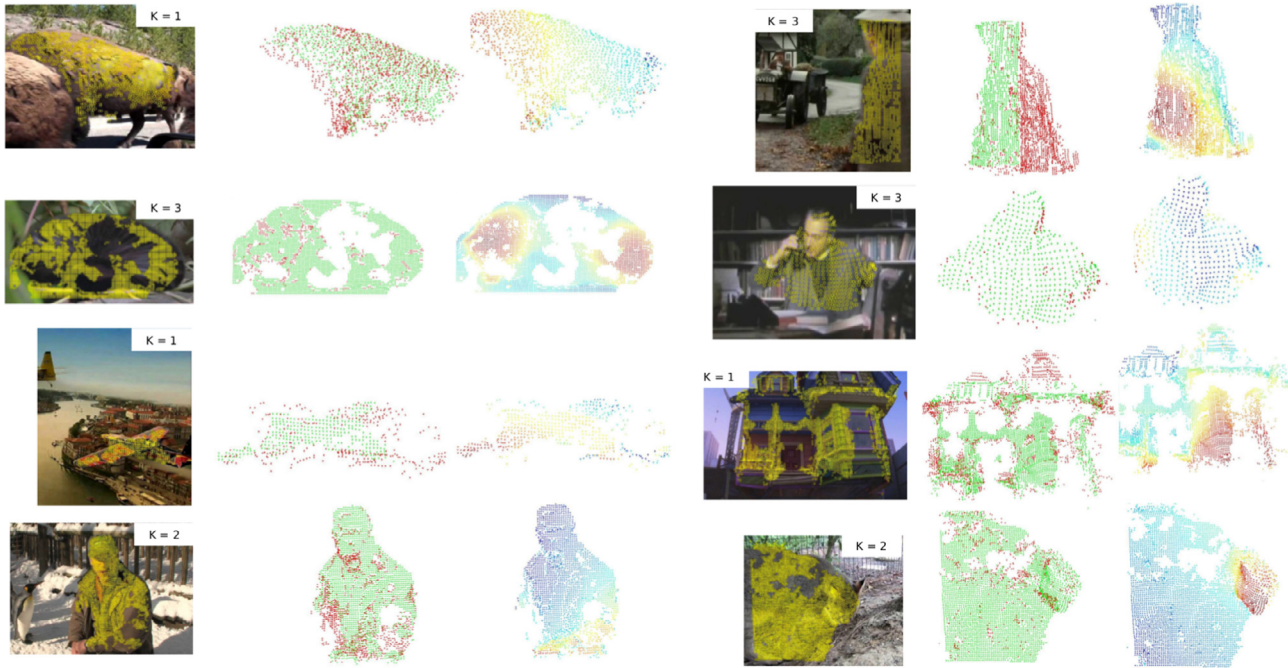 K = 1
K = 3
K = 3
K = 3
K = 1
K = 1
K = 2
K = 2